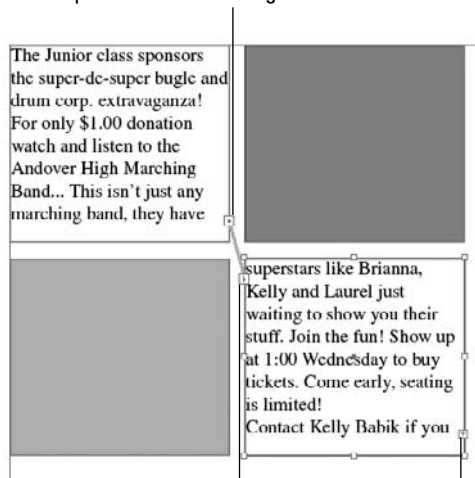 The Junior class sponsors
the super-de-super bugle and
drum corp. extravaganza!
For only $1.00 donation
watch and listen to the
Andover High Marching
Band... This isn't just any
marching band, they have
superstars like Brianna,
Kelly and Laurel just
waiting to show you their
stuff. Join the fun! Show up
at 1:00 Wednesday to buy
tickets. Come early, seating
is limited!
Contact Kelly Babik if you